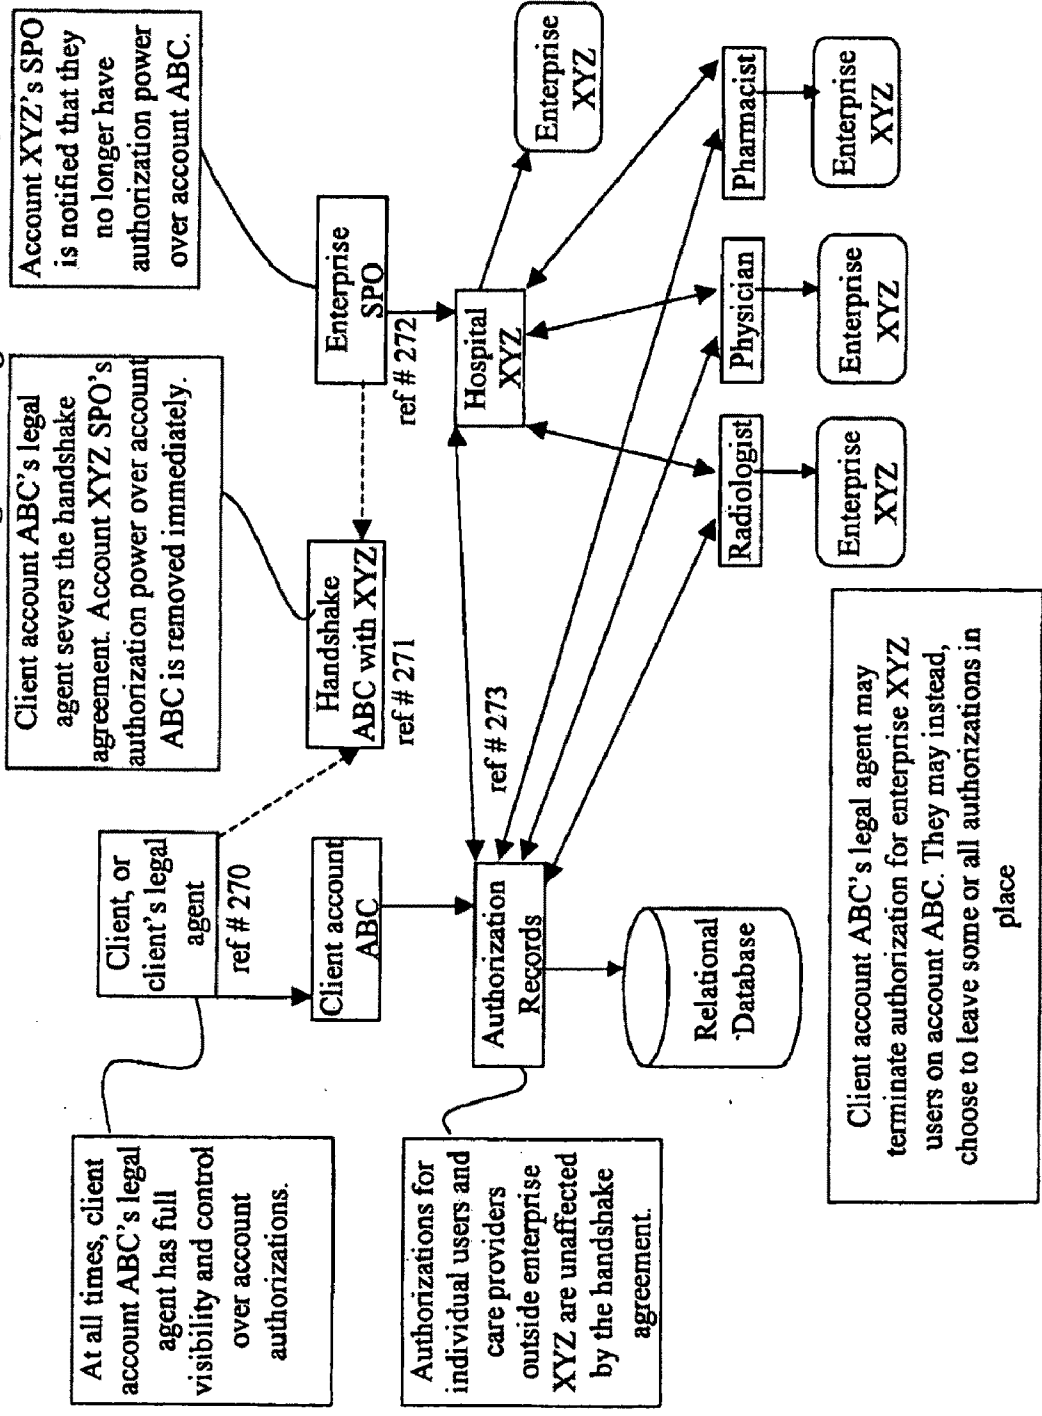 At all times, client
account ABC's legal
agent has full
visibility and control
over account
authorizations.
Client, or
client's legal
agent
ref # 270
Client account ABC's legal
agent severs the handshake
agreement. Account XYZ SPO's
authorization power over account
ABC is removed immediately.
Account XYZ's SPO
is notified that they
no longer have
authorization power
over account ABC.
Client account
ABC
Handshake
ABC with XYZ
ref # 271
Enterprise
SPO
ref # 272
Authorizations for
individual users and
care providers
outside enterprise
XYZ are unaffected
by the handshake
agreement.
Authorization
Records
ref # 273
Hospital
XYZ
Enterprise
XYZ
Relational
Database
Radiologist
Physician
Pharmacist
Enterprise
XYZ
Enterprise
XYZ
Enterprise
XYZ
Client account ABC's legal agent may
terminate authorization for enterprise XYZ
users on account ABC. They may instead,
choose to leave some or all authorizations in
place